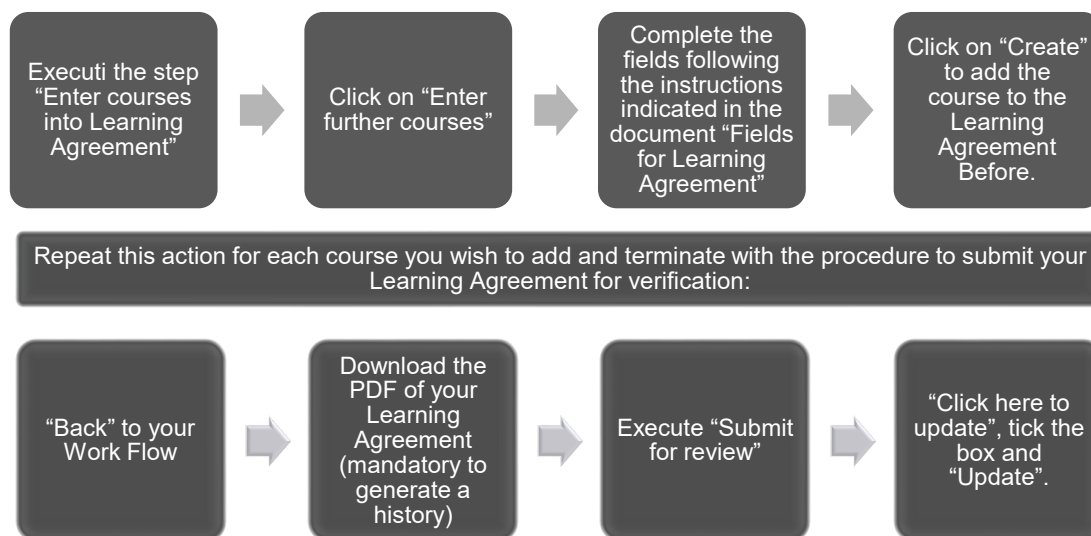 Executi the step
“Enter courses
into Learning
Agreement”
Click on “Enter
further courses”
Complete the
fields following
the instructions
indicated in the
document “Fields
for Learning
Agreement”
Click on “Create”
to add the
course to the
Learning
Agreement
Before.
Repeat this action for each course you wish to add and terminate with the procedure to submit your
Learning Agreement for verification:
“Back” to your
Work Flow
Download the
PDF of your
Learning
Agreement
(mandatory to
generate a
history)
Execute “Submit
for review”
“Click here to
update”, tick the
box and
“Update”.